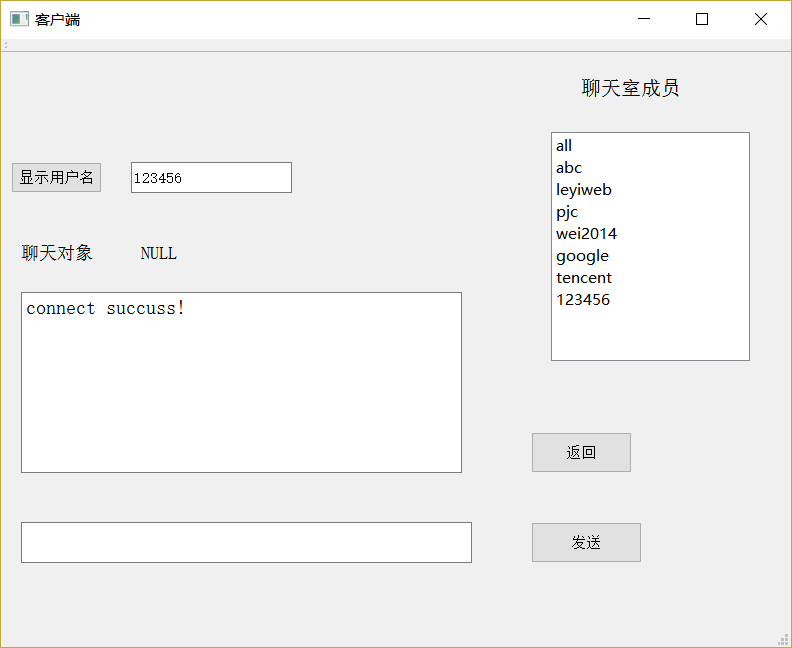 客户端
聊天室成员
显示用户名
123456
聊天对象
NULL
connect succuss!
all
abc
leyiweb
pjc
wei2014
google
tencent
123456
返回
发送